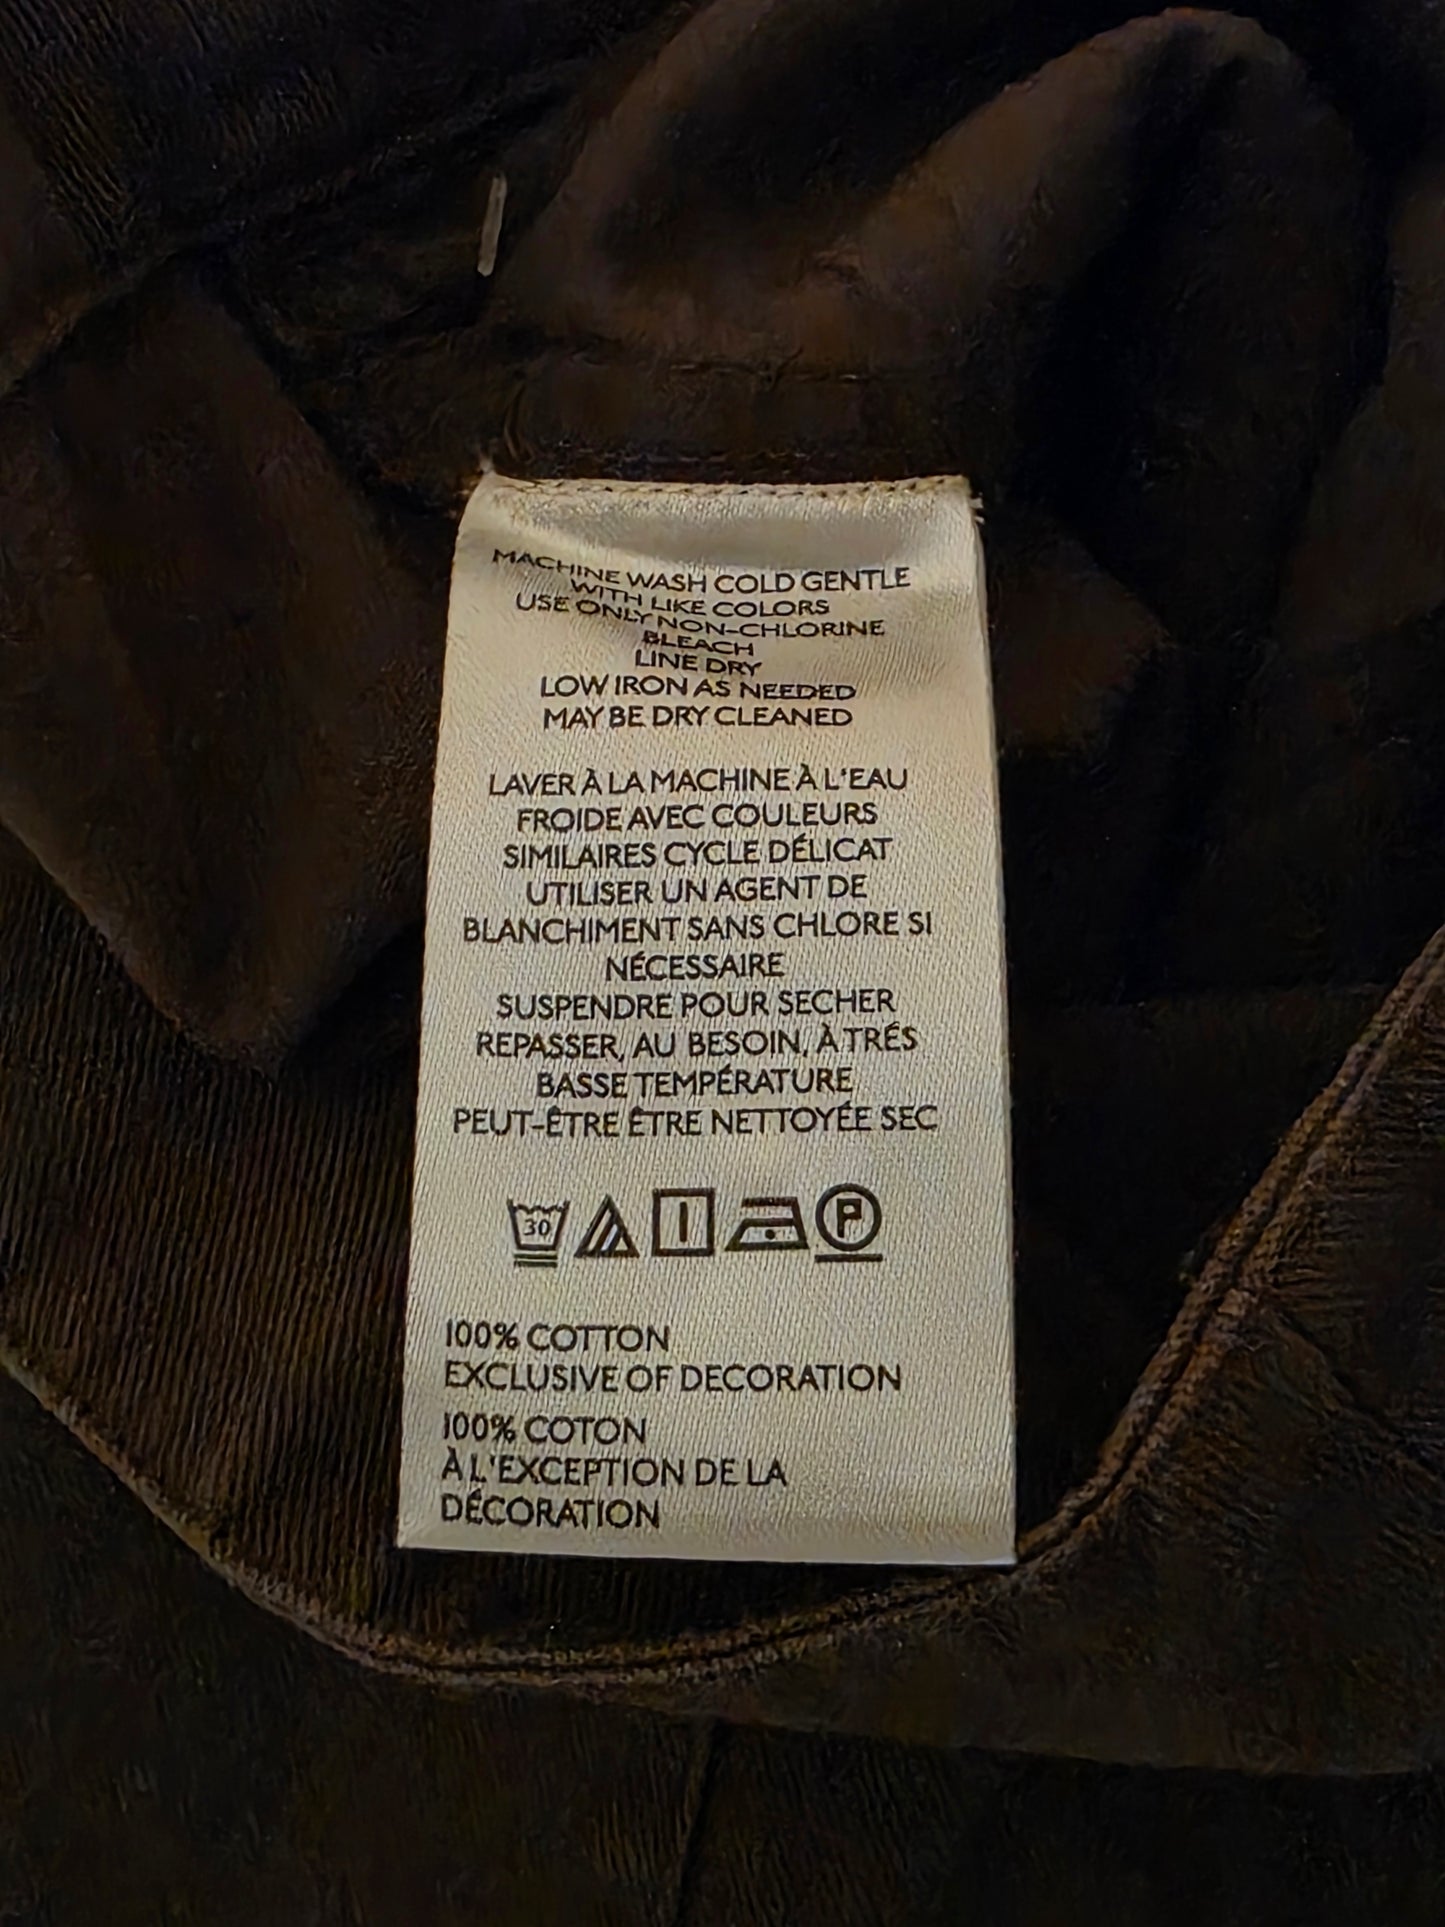 MACHINE WASH COLD GENTLE
WITH LIKE COLORS
USE ONLY NON-CHLORINE
BLEACH
LINE DRY
LOW IRON AS NEEDED
MAY BE DRY CLEANED
LAVER À LA MACHINE À L'EAU
FROIDE AVEC COULEURS
SIMILAIRES CYCLE DÉLICAT
UTILISER UN AGENT DE
BLANCHIMENT SANS CHLORE SI
NÉCESSAIRE
SUSPENDRE POUR SECHER
REPASSER, AU BESOIN, À TRÉS
BASSE TEMPÉRATURE
PEUT-ÊTRE ÊTRE NETTOYÉE SEC
30 P
100% COTTON
EXCLUSIVE OF DECORATION
100% COTON
À L'EXCEPTION DE LA
DÉCORATION